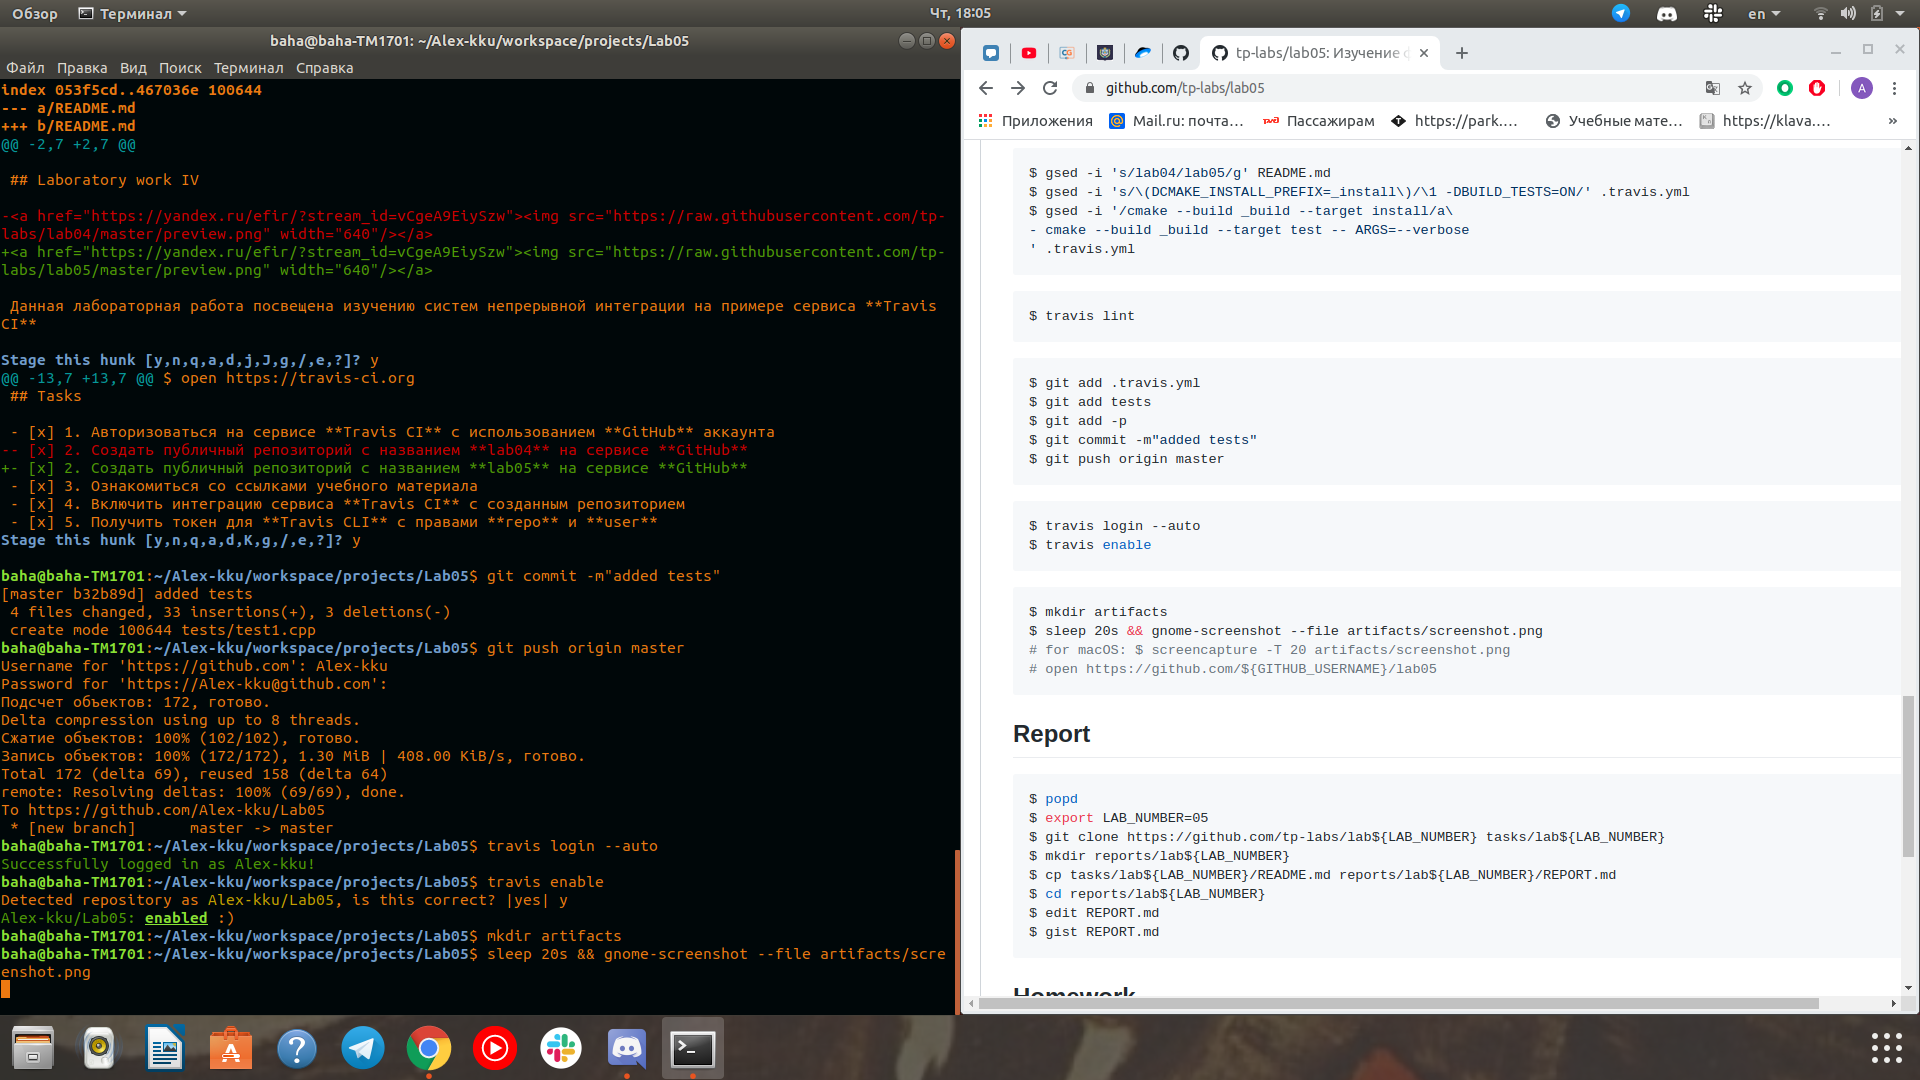 Обзор
Терминал
Чт, 18:05
en
baha@baha-TM1701: ~/Alex-kku/workspace/projects/Lab05
Файл Правка Вид Поиск Терминал Справка
index 053f5cd..467036e 100644
--- a/README.md
+++ b/README.md
@@ -2,7 +2,7 @@
## Laboratory work IV
-<a href="https://yandex.ru/efir/?stream_id=vCgeA9EiySzw"><img src="https://raw.githubusercontent.com/tp-
labs/lab04/master/preview.png" width="640"/></a>
+<a href="https://yandex.ru/efir/?stream_id=vCgeA9EiySzw"><img src="https://raw.githubusercontent.com/tp-
labs/lab05/master/preview.png" width="640"/></a>
Данная лабораторная работа посвещена изучению систем непрерывной интеграции на примере сервиса **Travis
CI**
Stage this hunk [y,n,q,a,d,j,J,g,/,e,?]? y
@@ -13,7 +13,7 @@ $ open https://travis-ci.org
## Tasks
- [x] 1. Авторизоваться на сервисе **Travis CI** с использованием **GitHub** аккаунта
-- [x] 2. Создать публичный репозиторий с названием **lab04** на сервисе **GitHub**
+- [x] 2. Создать публичный репозиторий с названием **lab05** на сервисе **GitHub**
- [x] 3. Ознакомиться со ссылками учебного материала
- [x] 4. Включить интеграцию сервиса **Travis CI** с созданным репозиторием
- [x] 5. Получить токен для **Travis CLI** с правами **repo** и **user**
Stage this hunk [y,n,q,a,d,K,g,/,e,?]? y
baha@baha-TM1701:~/Alex-kku/workspace/projects/Lab05$ git commit -m"added tests"
[master b32b89d] added tests
4 files changed, 33 insertions(+), 3 deletions(-)
create mode 100644 tests/test1.cpp
baha@baha-TM1701:~/Alex-kku/workspace/projects/Lab05$ git push origin master
Username for 'https://github.com': Alex-kku
Password for 'https://Alex-kku@github.com':
Подсчет объектов: 172, готово.
Delta compression using up to 8 threads.
Сжатие объектов: 100% (102/102), готово.
Запись объектов: 100% (172/172), 1.30 MiB | 408.00 KiB/s, готово.
Total 172 (delta 69), reused 158 (delta 64)
remote: Resolving deltas: 100% (69/69), done.
To https://github.com/Alex-kku/Lab05
* [new branch]      master -> master
baha@baha-TM1701:~/Alex-kku/workspace/projects/Lab05$ travis login --auto
Successfully logged in as Alex-kku!
baha@baha-TM1701:~/Alex-kku/workspace/projects/Lab05$ travis enable
Detected repository as Alex-kku/Lab05, is this correct? |yes| y
Alex-kku/Lab05: enabled :)
baha@baha-TM1701:~/Alex-kku/workspace/projects/Lab05$ mkdir artifacts
baha@baha-TM1701:~/Alex-kku/workspace/projects/Lab05$ sleep 20s && gnome-screenshot --file artifacts/scre
enshot.png
tp-labs/lab05: Изучение
github.com/tp-labs/lab05
A
Приложения
Mail.ru: почта…
Пассажирам
https://park.…
Учебные мате…
https://klava.…
»
$ gsed -i 's/lab04/lab05/g' README.md
$ gsed -i 's/\(DCMAKE_INSTALL_PREFIX=_install\)/\1 -DBUILD_TESTS=ON/' .travis.yml
$ gsed -i '/cmake --build _build --target install/a\
- cmake --build _build --target test -- ARGS=--verbose
' .travis.yml
$ travis lint
$ git add .travis.yml
$ git add tests
$ git add -p
$ git commit -m"added tests"
$ git push origin master
$ travis login --auto
$ travis enable
$ mkdir artifacts
$ sleep 20s && gnome-screenshot --file artifacts/screenshot.png
# for macOS: $ screencapture -T 20 artifacts/screenshot.png
# open https://github.com/${GITHUB_USERNAME}/lab05
Report
$ popd
$ export LAB_NUMBER=05
$ git clone https://github.com/tp-labs/lab${LAB_NUMBER} tasks/lab${LAB_NUMBER}
$ mkdir reports/lab${LAB_NUMBER}
$ cp tasks/lab${LAB_NUMBER}/README.md reports/lab${LAB_NUMBER}/REPORT.md
$ cd reports/lab${LAB_NUMBER}
$ edit REPORT.md
$ gist REPORT.md
Homework